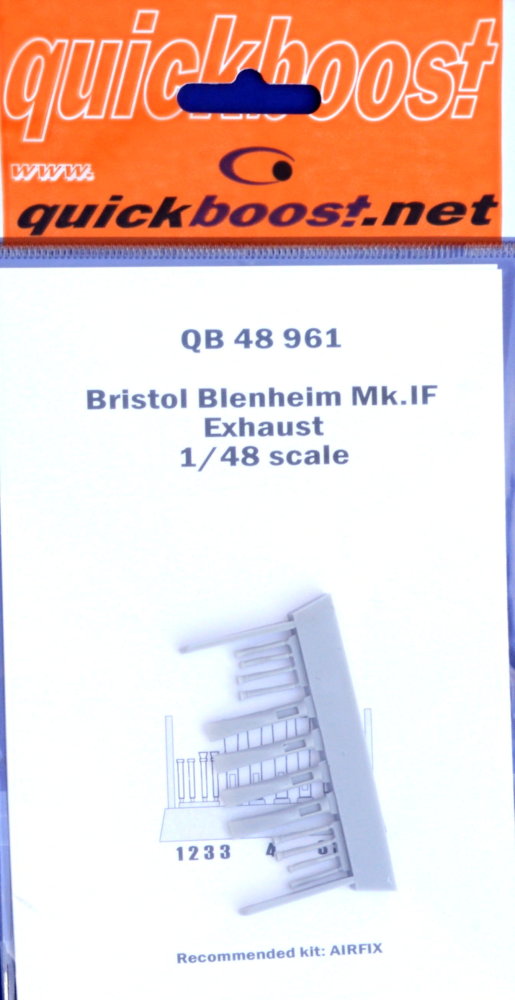 quickboost
www.
quickboost.net
QB 48 961
Bristol Blenheim Mk.IF
Exhaust
1/48 scale
1 2 3 3 4
Recommended kit: AIRFIX